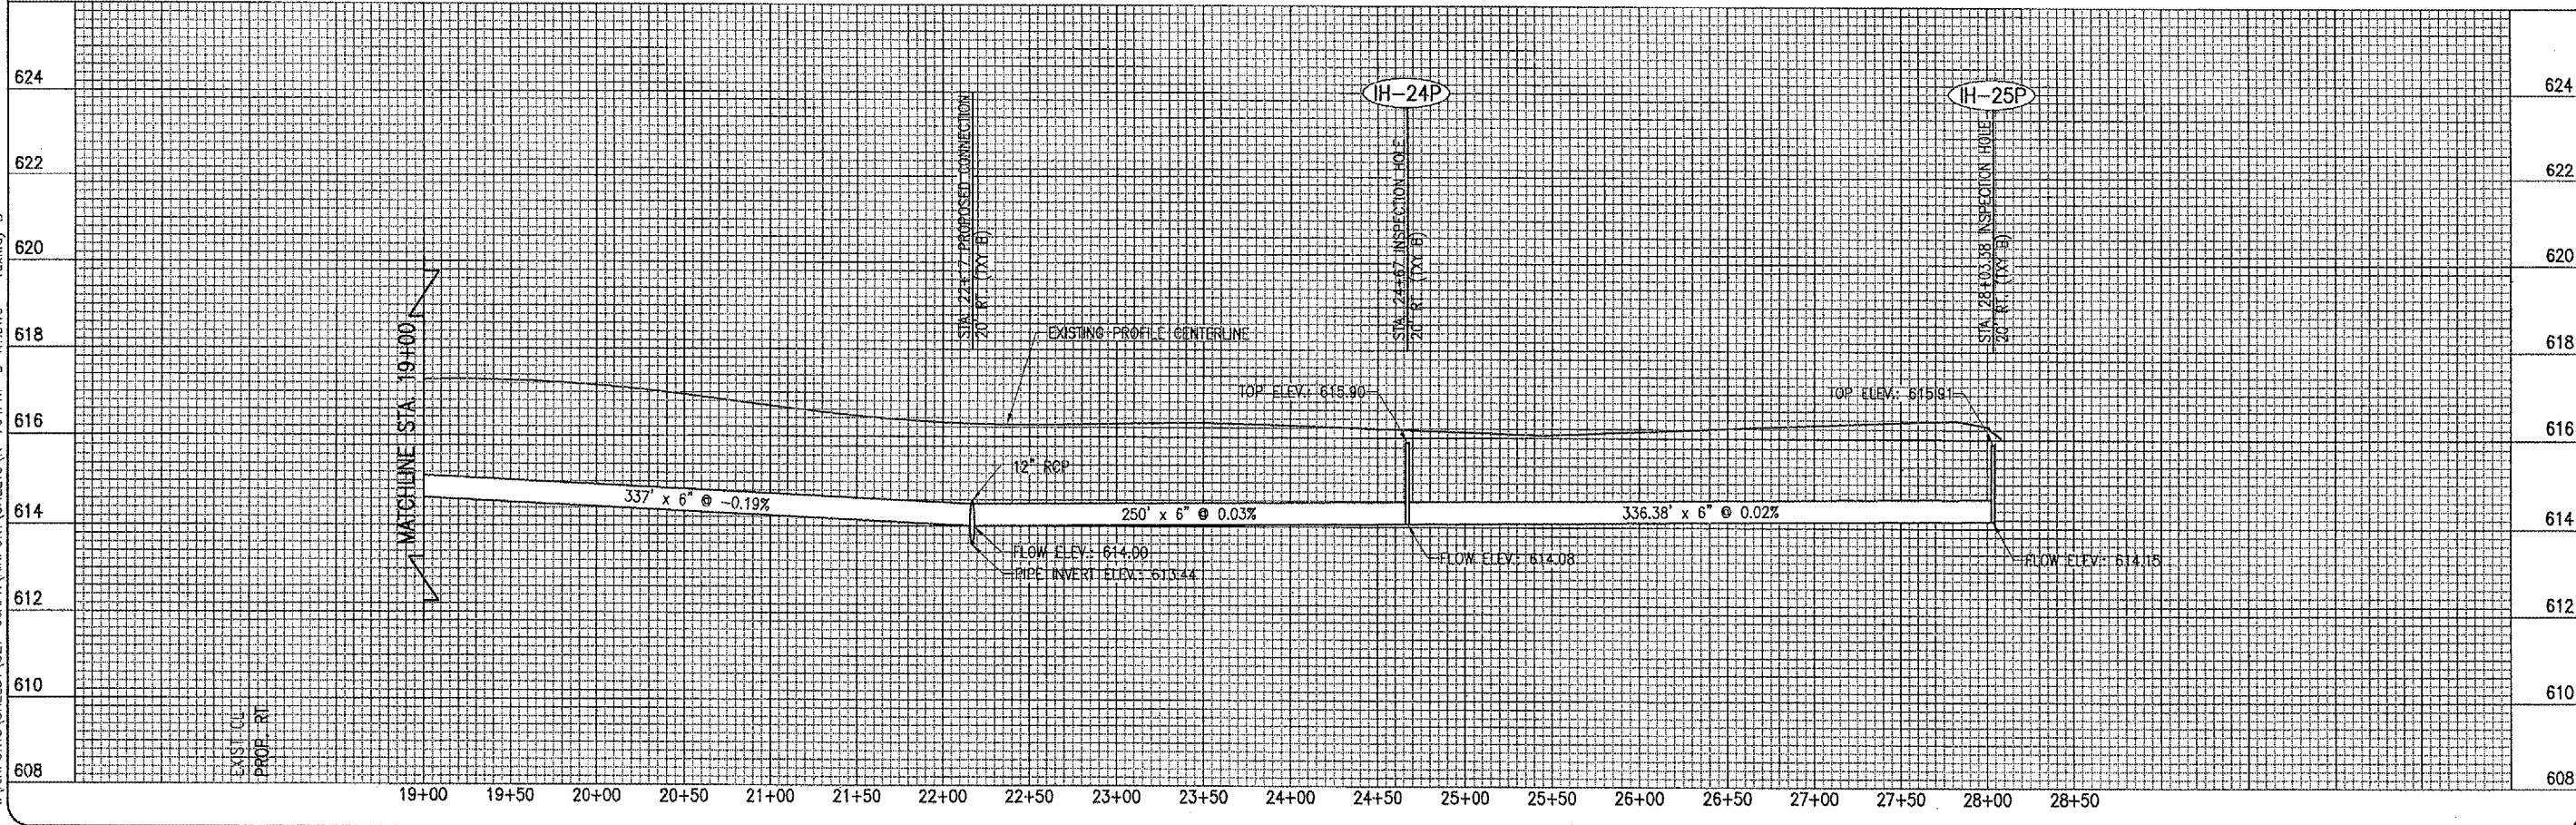 624
622
620
618
616
614
612
610
608
MATCHLINE STA. 19+00
STA. 22+17 PROPOSED CONNECTION
20' RT. (TXY B)
EXISTING PROFILE CENTERLINE
IH-24P
STA. 24+67 INSPECTION HOLE
20' RT. (TXY B)
TOP ELEV.: 615.90
IH-25P
STA. 28+03.38 INSPECTION HOLE
20' RT. (TXY B)
TOP ELEV.: 615.91
12" RCP
337' x 6" @ -0.19%
250' x 6" @ 0.03%
336.38' x 6" @ 0.02%
FLOW ELEV.: 614.00
PIPE INVERT ELEV.: 613.44
FLOW ELEV.: 614.08
FLOW ELEV.: 614.15
EXIST. CL
PROP. RT
624
622
620
618
616
614
612
610
608
19+00 19+50 20+00 20+50 21+00 21+50 22+00 22+50 23+00 23+50 24+00 24+50 25+00 25+50 26+00 26+50 27+00 27+50 28+00 28+50